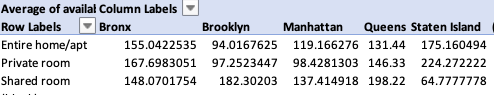 Average of availal Column Labels
Row Labels Bronx Brooklyn Manhattan Queens Staten Island
Entire home/apt 155.0422535 94.0167625 119.166276 131.44 175.160494
Private room 167.6983051 97.2523447 98.4281303 146.33 224.272222
Shared room 148.0701754 182.30203 137.414918 198.22 64.7777778